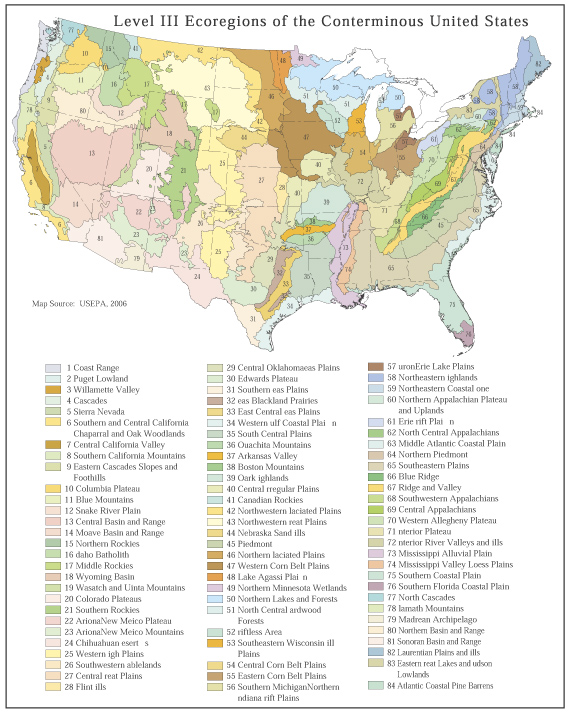 Level III Ecoregions of the Conterminous United States
Map Source: USEPA, 2006
1 Coast Range
2 Puget Lowland
3 Willamette Valley
4 Cascades
5 Sierra Nevada
6 Southern and Central California
Chaparral and Oak Woodlands
7 Central California Valley
8 Southern California Mountains
9 Eastern Cascades Slopes and
Foothills
10 Columbia Plateau
11 Blue Mountains
12 Snake River Plain
13 Central Basin and Range
14 Moave Basin and Range
15 Northern Rockies
16 daho Batholith
17 Middle Rockies
18 Wyoming Basin
19 Wasatch and Uinta Mountains
20 Colorado Plateaus
21 Southern Rockies
22 ArionaNew Meico Plateau
23 ArionaNew Meico Mountains
24 Chihuahuan esert s
25 Western igh Plains
26 Southwestern ablelands
27 Central reat Plains
28 Flint ills
29 Central Oklahomaeas Plains
30 Edwards Plateau
31 Southern eas Plains
32 eas Blackland Prairies
33 East Central eas Plains
34 Western ulf Coastal Plai n
35 South Central Plains
36 Ouachita Mountains
37 Arkansas Valley
38 Boston Mountains
39 Oark ighlands
40 Central rregular Plains
41 Canadian Rockies
42 Northwestern laciated Plains
43 Northwestern reat Plains
44 Nebraska Sand ills
45 Piedmont
46 Northern laciated Plains
47 Western Corn Belt Plains
48 Lake Agassi Plai n
49 Northern Minnesota Wetlands
50 Northern Lakes and Forests
51 North Central ardwood
Forests
52 riftless Area
53 Southeastern Wisconsin ill
Plains
54 Central Corn Belt Plains
55 Eastern Corn Belt Plains
56 Southern MichiganNorthern
ndiana rift Plains
57 uronErie Lake Plains
58 Northeastern ighlands
59 Northeastern Coastal one
60 Northern Appalachian Plateau
and Uplands
61 Erie rift Plai n
62 North Central Appalachians
63 Middle Atlantic Coastal Plain
64 Northern Piedmont
65 Southeastern Plains
66 Blue Ridge
67 Ridge and Valley
68 Southwestern Appalachians
69 Central Appalachians
70 Western Allegheny Plateau
71 nterior Plateau
72 nterior River Valleys and ills
73 Mississippi Alluvial Plain
74 Mississippi Valley Loess Plains
75 Southern Coastal Plain
76 Southern Florida Coastal Plain
77 North Cascades
78 lamath Mountains
79 Madrean Archipelago
80 Northern Basin and Range
81 Sonoran Basin and Range
82 Laurentian Plains and ills
83 Eastern reat Lakes and udson
Lowlands
84 Atlantic Coastal Pine Barrens